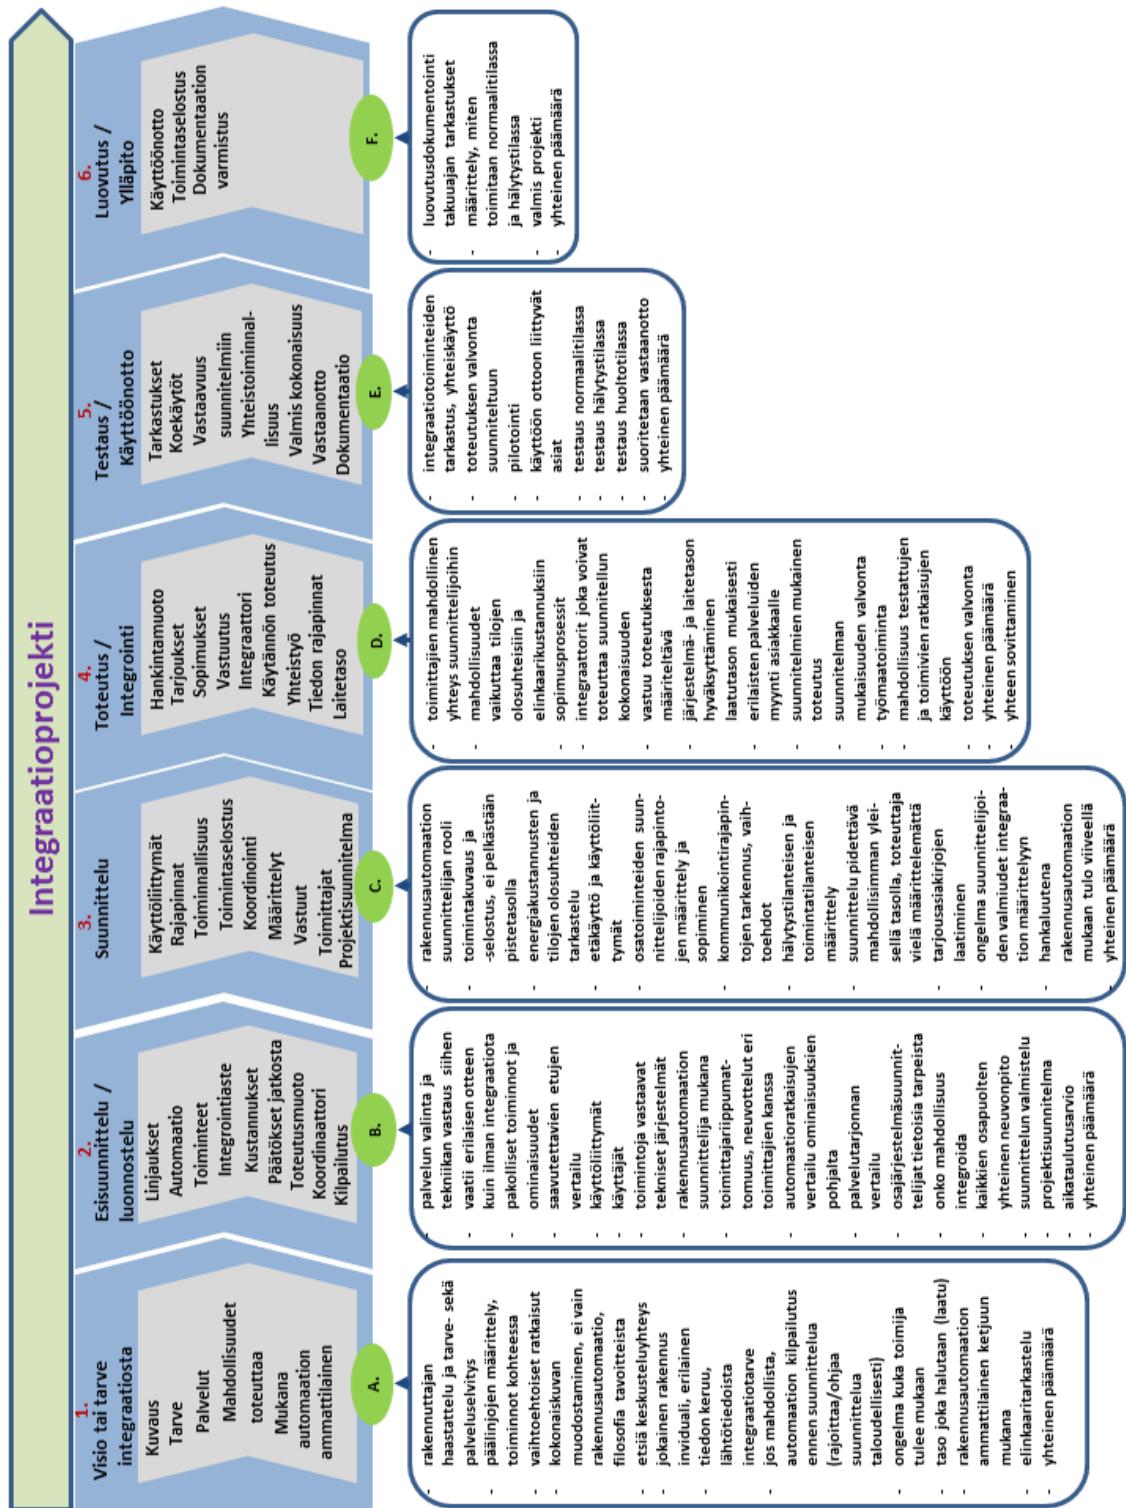 Integraatioprojekti
1.
Visio tai tarve
integraatiosta
Kuvaus
Tarve
Palvelut
Mahdollisuudet
toteuttaa
Mukana
automaation
ammattilainen
A.
- rakennuttajan
haastattelu ja tarve- sekä
palveluselvitys
- päälinjojen määrittely,
toiminnot kohteessa
- vaihtoehtoiset ratkaisut
- kokonaiskuvan
muodostaminen, ei vain
rakennusautomaatio,
filosofia tavoitteista
- etsiä keskusteluyhteys
- jokainen rakennus
inviduali, erilainen
- tiedon keruu,
lähtötiedoista
integraatiotarve
- jos mahdollista,
automaation kilpailutus
ennen suunnittelua
(rajoittaa/ohjaa
suunnittelua
taloudellisesti)
- ongelma kuka toimija
tulee mukaan
- taso joka halutaan (laatu)
- rakennusautomaation
ammattilainen ketjuun
mukana
- elinkaaritarkastelu
- yhteinen päämäärä
2.
Esisuunnittelu /
luonnostelu
Linjaukset
Automaatio
Toiminteet
Integrointiaste
Kustannukset
Päätökset jatkosta
Toteutusmuoto
Koordinaattori
Kilpailutus
B.
- palvelun valinta ja
tekniikan vastaus siihen
- vaatii erilaisen otteen
kuin ilman integraatiota
- pakolliset toiminnot ja
ominaisuudet
- saavutettavien etujen
vertailu
- käyttöliittymät
- käyttäjät
- toimintoja vastaavat
tekniset järjestelmät
- rakennusautomaation
suunnittelija mukana
- toimittajariippumat-
tomuus, neuvottelut eri
toimittajien kanssa
- automaatioratkaisujen
vertailu ominaisuuksien
pohjalta
- palvelutarjonnan
vertailu
- osajärjestelmäsuunnit-
telijat tietoisia tarpeista
- onko mahdollisuus
integroida
- kaikkien osapuolten
yhteinen neuvonpito
- suunnittelun valmistelu
- projektisuunnitelma
- aikataulutusarvio
- yhteinen päämäärä
3.
Suunnittelu
Käyttöliittymät
Rajapinnat
Toiminnallisuus
Toimintaselostus
Koordinointi
Määrittelyt
Vastuut
Toimittajat
Projektisuunnitelma
C.
- rakennusautomaation
suunnittelijan rooli
- toimintakuvaus ja
-selostus, ei pelkästään
pistetasolla
- energiakustannusten ja
tilojen olosuhteiden
tarkastelu
- etäkäyttö ja käyttöliit-
tymät
- osatoiminteiden suun-
nittelijoiden rajapinto-
jen määrittely ja
sopiminen
- kommunikointirajapin-
tojen tarkennus, vaih-
toehdot
- hälytystilanteisen ja
toimintatilanteisen
määrittely
- suunnittelu pidettävä
mahdollisimman ylei-
sellä tasolla, toteuttaja
vielä määrittelemättä
- tarjousasiakirjojen
laatiminen
- ongelma suunnittelijoi-
den valmiudet integraa-
tion määrittelyyn
hankaluutena
- rakennusautomaation
mukaan tulo viiveellä
- yhteinen päämäärä
4.
Toteutus /
Integrointi
Hankintamuoto
Tarjoukset
Sopimukset
Vastuutus
Integraattori
Käytännön toteutus
Yhteistyö
Tiedon rajapinnat
Laitetaso
D.
- toimittajien mahdollinen
yhteys suunnittelijoihin
- mahdollisuudet
vaikuttaa tilojen
olosuhteisiin ja
elinkaarikustannuksiin
- sopimusprosessit
- integraattorit joka voivat
toteuttaa suunnitellun
kokonaisuuden
- vastuu toteutuksesta
määriteltävä
- järjestelmä- ja laitetason
hyväksyttäminen
laatutason mukaisesti
- erilaisten palveluiden
myynti asiakkaalle
- suunnitelmien mukainen
toteutus
- suunnitelman
mukaisuuden valvonta
- työmaatoiminta
- mahdollisuus testattujen
ja toimivien ratkaisujen
käyttöön
- toteutuksen valvonta
- yhteinen päämäärä
- yhteen sovittaminen
5.
Testaus /
Käyttöönotto
Tarkastukset
Koekäytöt
Vastaavuus
suunnitelmiin
Yhteistoiminnal-
lisuus
Valmis kokonaisuus
Vastaanotto
Dokumentaatio
E.
- integraatiotoiminteiden
tarkastus, yhteiskäyttö
- toteutuksen valvonta
suunniteltuun
- pilotointi
- käyttöön ottoon liittyvät
asiat
- testaus normaalitilassa
- testaus hälytystilassa
- testaus huoltotilassa
- suoritetaan vastaanotto
- yhteinen päämäärä
6.
Luovutus /
Ylläpito
Käyttöönotto
Toimintaselostus
Dokumentaation
varmistus
F.
- luovutusdokumentointi
- takuuajan tarkastukset
- määrittely, miten
toimitaan normaalitilassa
ja hälytystilassa
- valmis projekti
- yhteinen päämäärä